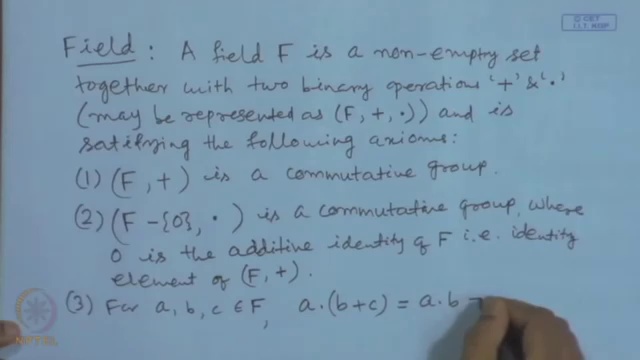 © CET
I.I.T. KGP
Field : A field F is a non-empty set
together with two binary operations '+' & '·'
(may be represented as (F, +, ·)) and is
satisfying the following axioms:
(1) (F, +) is a commutative group.
(2) (F - {0}, ·) is a commutative group, where
0 is the additive identity of F i.e. identity
element of (F, +).
(3) For a, b, c ∈ F, a·(b+c) = a·b
NPTEL